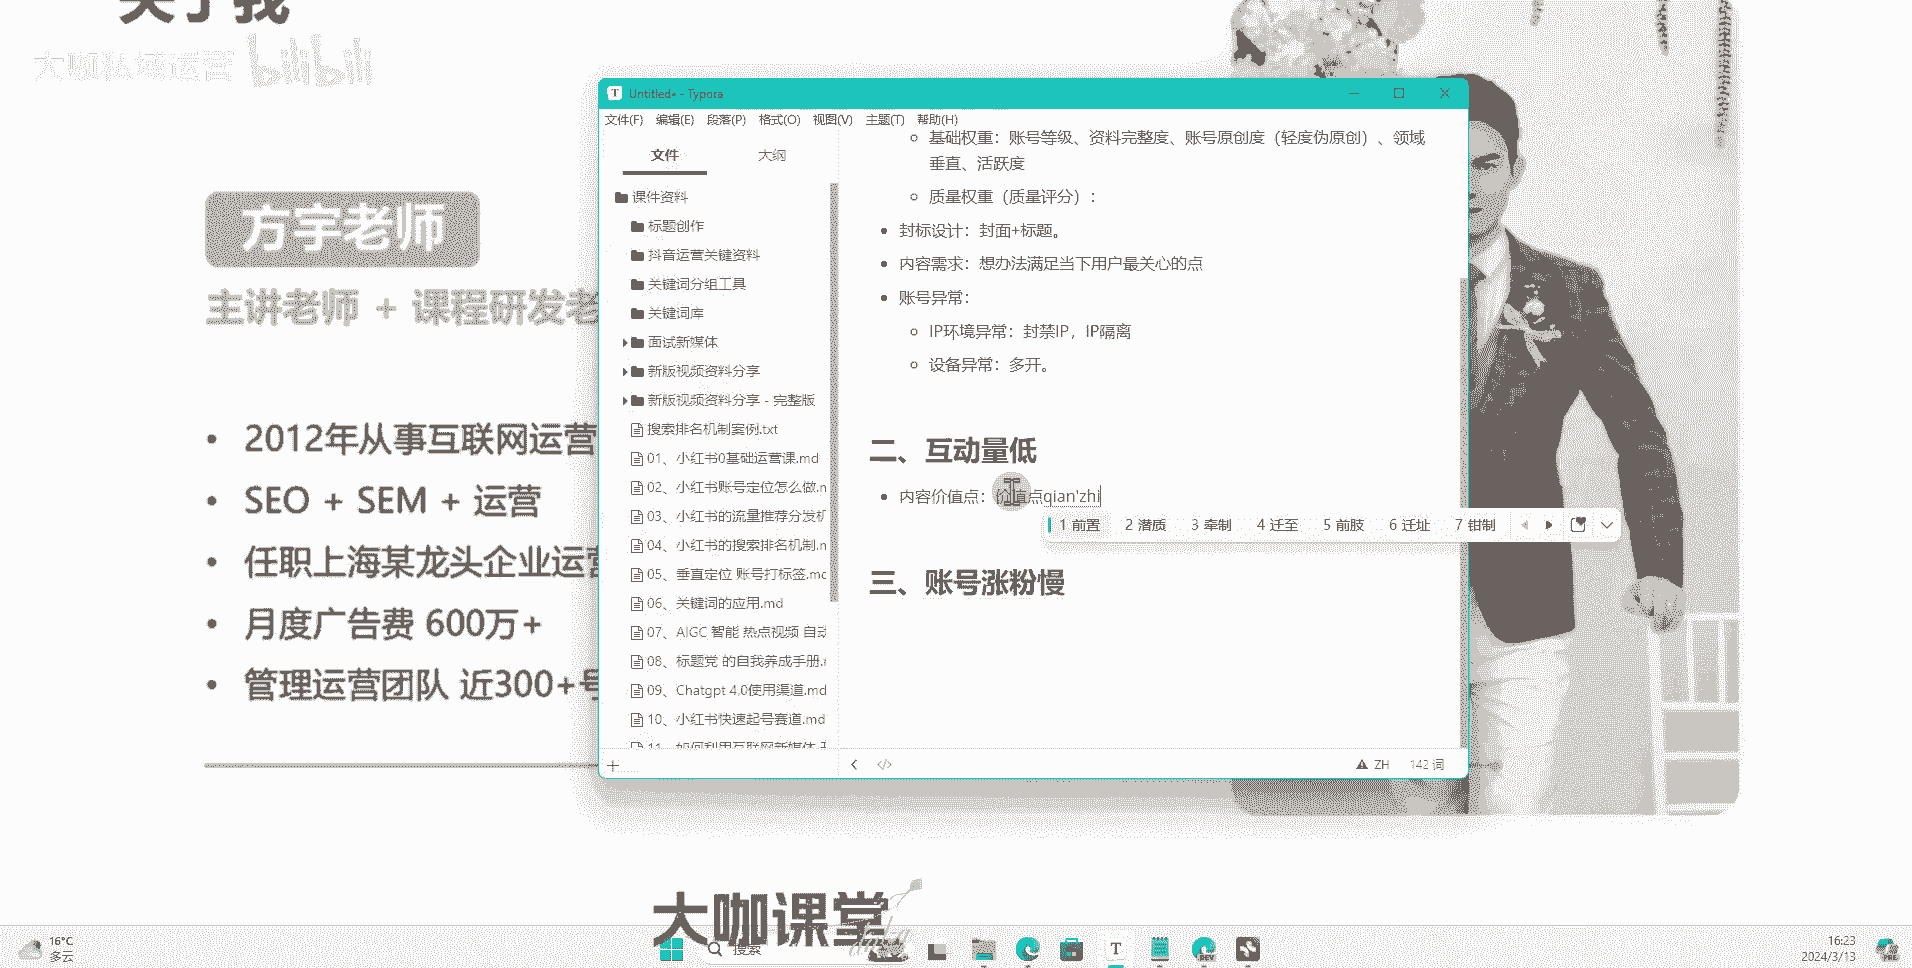 关于我
大咖私域运营 bilibili
方宇老师
主讲老师 + 课程研发老
2012年从事互联网运营
SEO + SEM + 运营
任职上海某龙头企业运营
月度广告费 600万+
管理运营团队 近300+号
Untitled• - Typora
文件(F) 编辑(E) 段落(P) 格式(O) 视图(V) 主题(T) 帮助(H)
文件 大纲
课件资料
标题创作
抖音运营关键资料
关键词分组工具
关键词库
面试新媒体
新版视频资料分享
新版视频资料分享 - 完整版
搜索排名机制案例.txt
01、小红书0基础运营课.md
02、小红书账号定位怎么做.m
03、小红书的流量推荐分发机
04、小红书的搜索排名机制.m
05、垂直定位 账号打标签.md
06、关键词的应用.md
07、AIGC 智能 热点视频 自动
08、标题党 的自我养成手册.
09、Chatgpt 4.0使用渠道.md
10、小红书快速起号赛道.md
11、如何利用互联网新媒体
基础权重：账号等级、资料完整度、账号原创度（轻度伪原创）、领域
垂直、活跃度
质量权重（质量评分）：
封标设计：封面+标题。
内容需求：想办法满足当下用户最关心的点
账号异常：
IP环境异常：封禁IP，IP隔离
设备异常：多开。
二、互动量低
内容价值点：价值点qian'zhi
1 前置 2 潜质 3 牵制 4 迁至 5 前肢 6 迁址 7 钳制
三、账号涨粉慢
ZH 142 词
大咖课堂
16°C
多云
搜索
16:23
2024/3/13